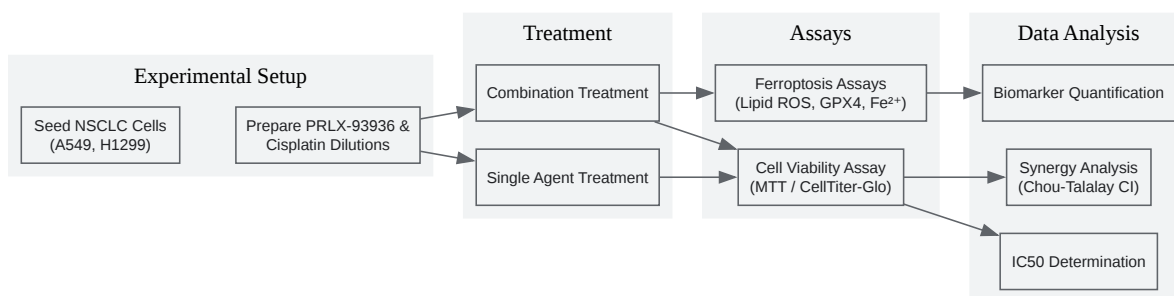 Experimental Setup
Seed NSCLC Cells
(A549, H1299)
Prepare PRLX-93936 &
Cisplatin Dilutions
Treatment
Combination Treatment
Single Agent Treatment
Assays
Ferroptosis Assays
(Lipid ROS, GPX4, Fe²⁺)
Cell Viability Assay
(MTT / CellTiter-Glo)
Data Analysis
Biomarker Quantification
Synergy Analysis
(Chou-Talalay CI)
IC50 Determination